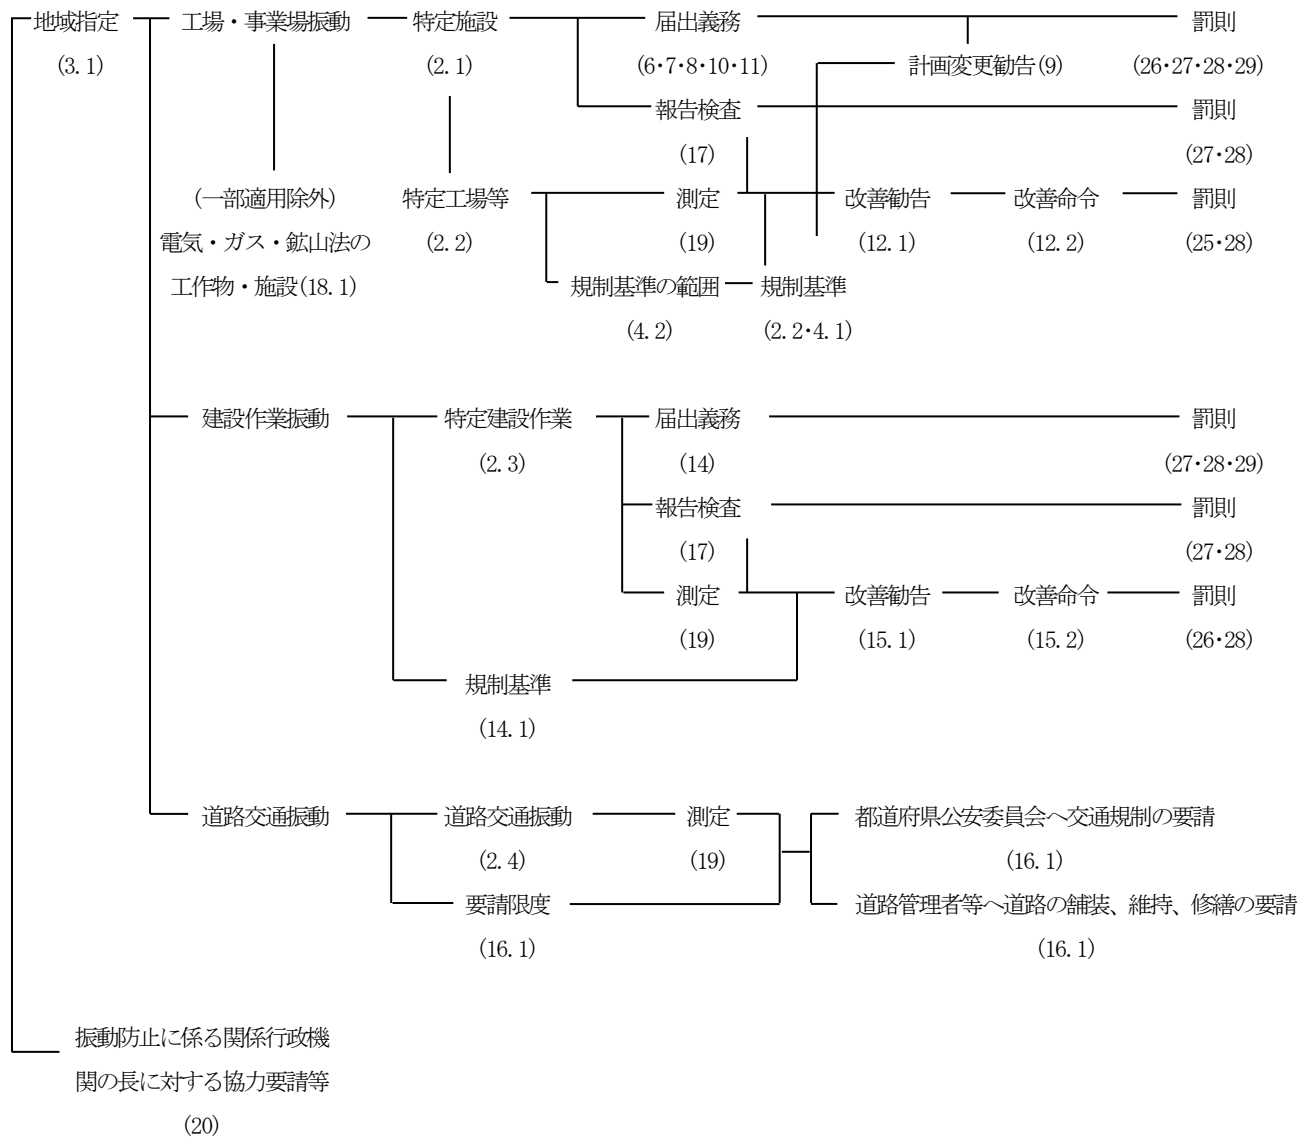 地域指定 工場・事業場振動 特定施設 届出義務 罰則
(3.1) (2.1) (6・7・8・10・11) 計画変更勧告(9) (26・27・28・29)
報告検査 罰則
(17) (27・28)
(一部適用除外) 特定工場等 測定 改善勧告 改善命令 罰則
電気・ガス・鉱山法の (2.2) (19) (12.1) (12.2) (25・28)
工作物・施設(18.1) 規制基準の範囲 規制基準
(4.2) (2.2・4.1)
建設作業振動 特定建設作業 届出義務 罰則
(2.3) (14) (27・28・29)
報告検査 罰則
(17) (27・28)
測定 改善勧告 改善命令 罰則
(19) (15.1) (15.2) (26・28)
規制基準
(14.1)
道路交通振動 道路交通振動 測定 都道府県公安委員会へ交通規制の要請
(2.4) (19) (16.1)
要請限度 道路管理者等へ道路の舗装、維持、修繕の要請
(16.1) (16.1)
振動防止に係る関係行政機
関の長に対する協力要請等
(20)